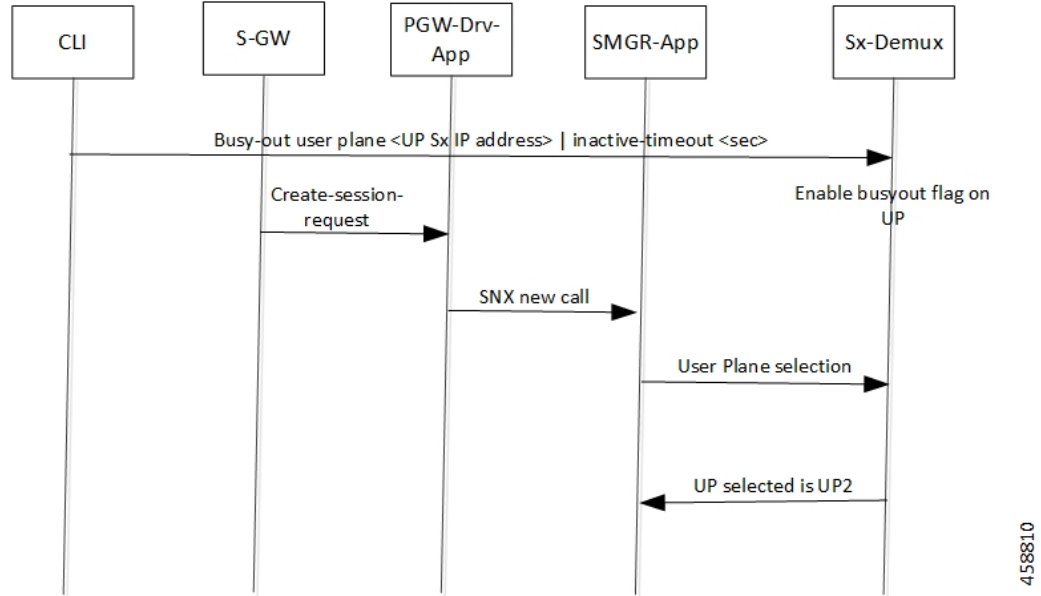 CLI
S-GW
PGW-Drv-
App
SMGR-App
Sx-Demux
Busy-out user plane <UP Sx IP address> | inactive-timeout <sec>
Create-session-
request
Enable busyout flag on
UP
SNX new call
User Plane selection
UP selected is UP2
458810